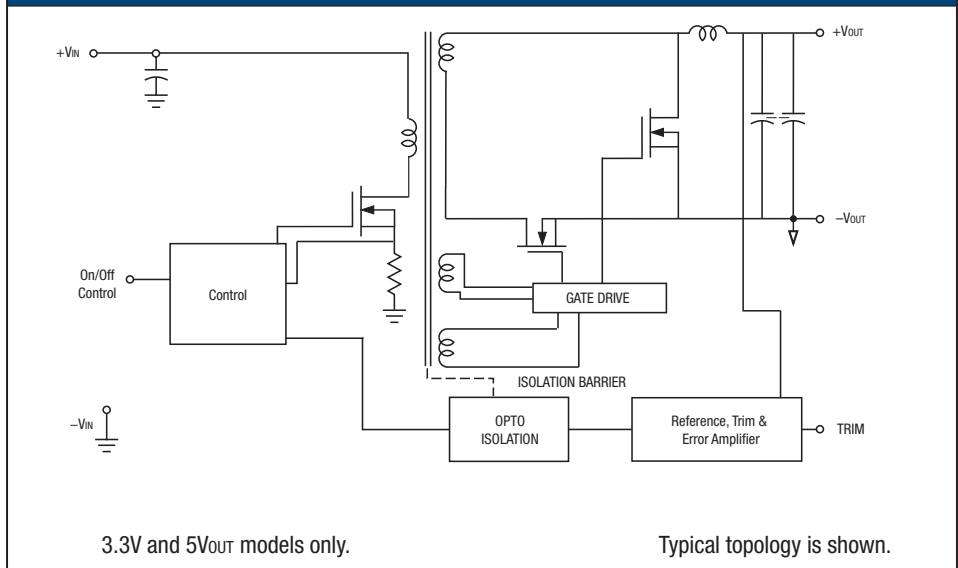 +VIN
+VOUT
–VOUT
On/Off
Control
Control
GATE DRIVE
ISOLATION BARRIER
–VIN
OPTO
ISOLATION
Reference, Trim &
Error Amplifier
TRIM
3.3V and 5VOUT models only.
Typical topology is shown.